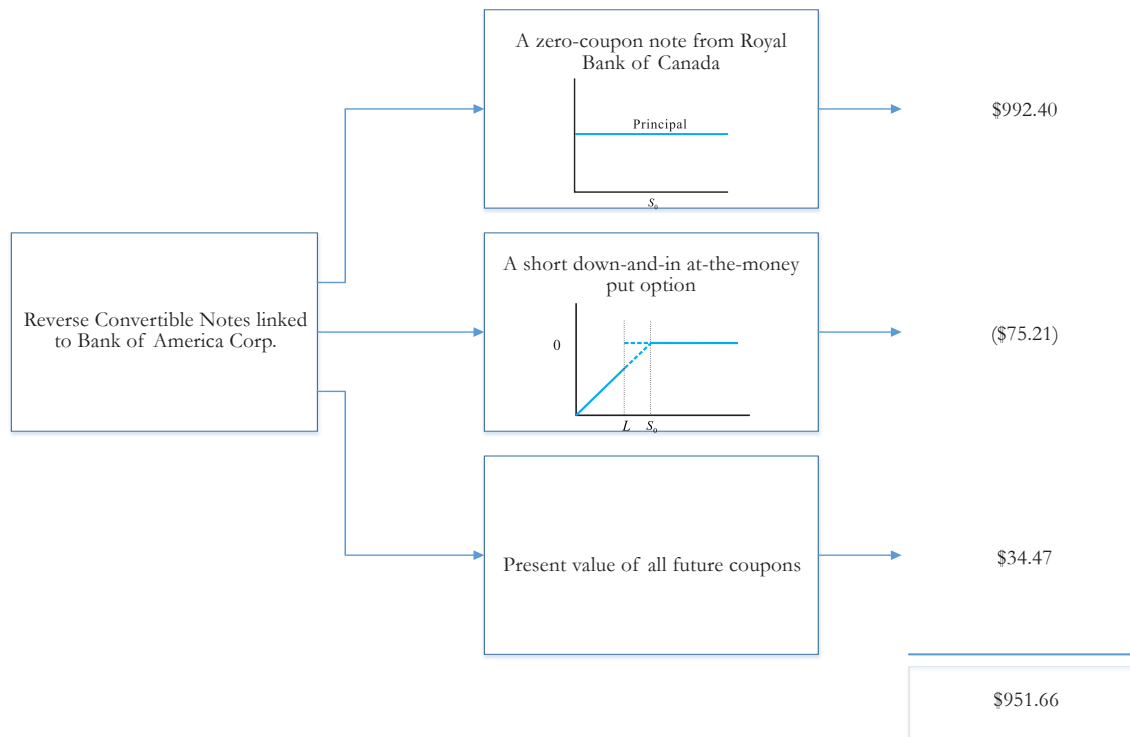 A zero-coupon note from Royal
Bank of Canada
Principal
S₀
$992.40
Reverse Convertible Notes linked
to Bank of America Corp.
A short down-and-in at-the-money
put option
0
L S₀
($75.21)
Present value of all future coupons
$34.47
$951.66